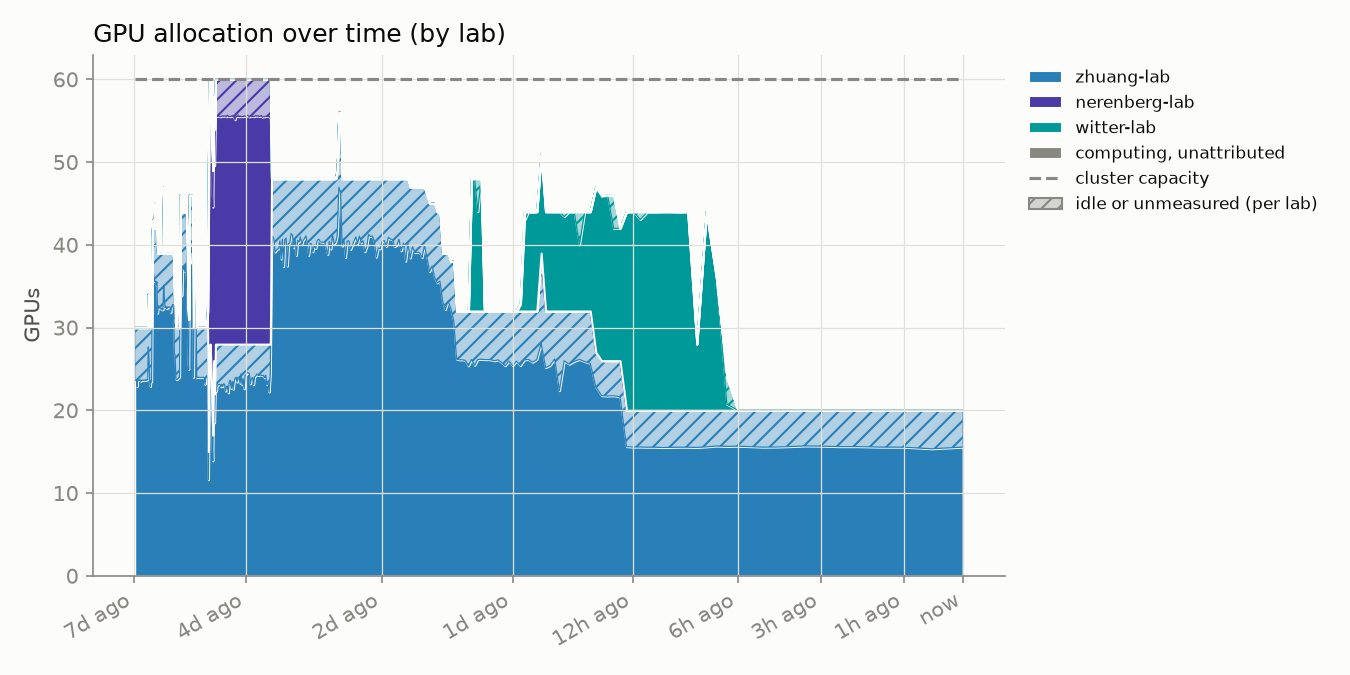 GPU allocation over time (by lab)
GPUs
60
50
40
30
20
10
0
7d ago
4d ago
2d ago
1d ago
12h ago
6h ago
3h ago
1h ago
now
zhuang-lab
nerenberg-lab
witter-lab
computing, unattributed
cluster capacity
idle or unmeasured (per lab)